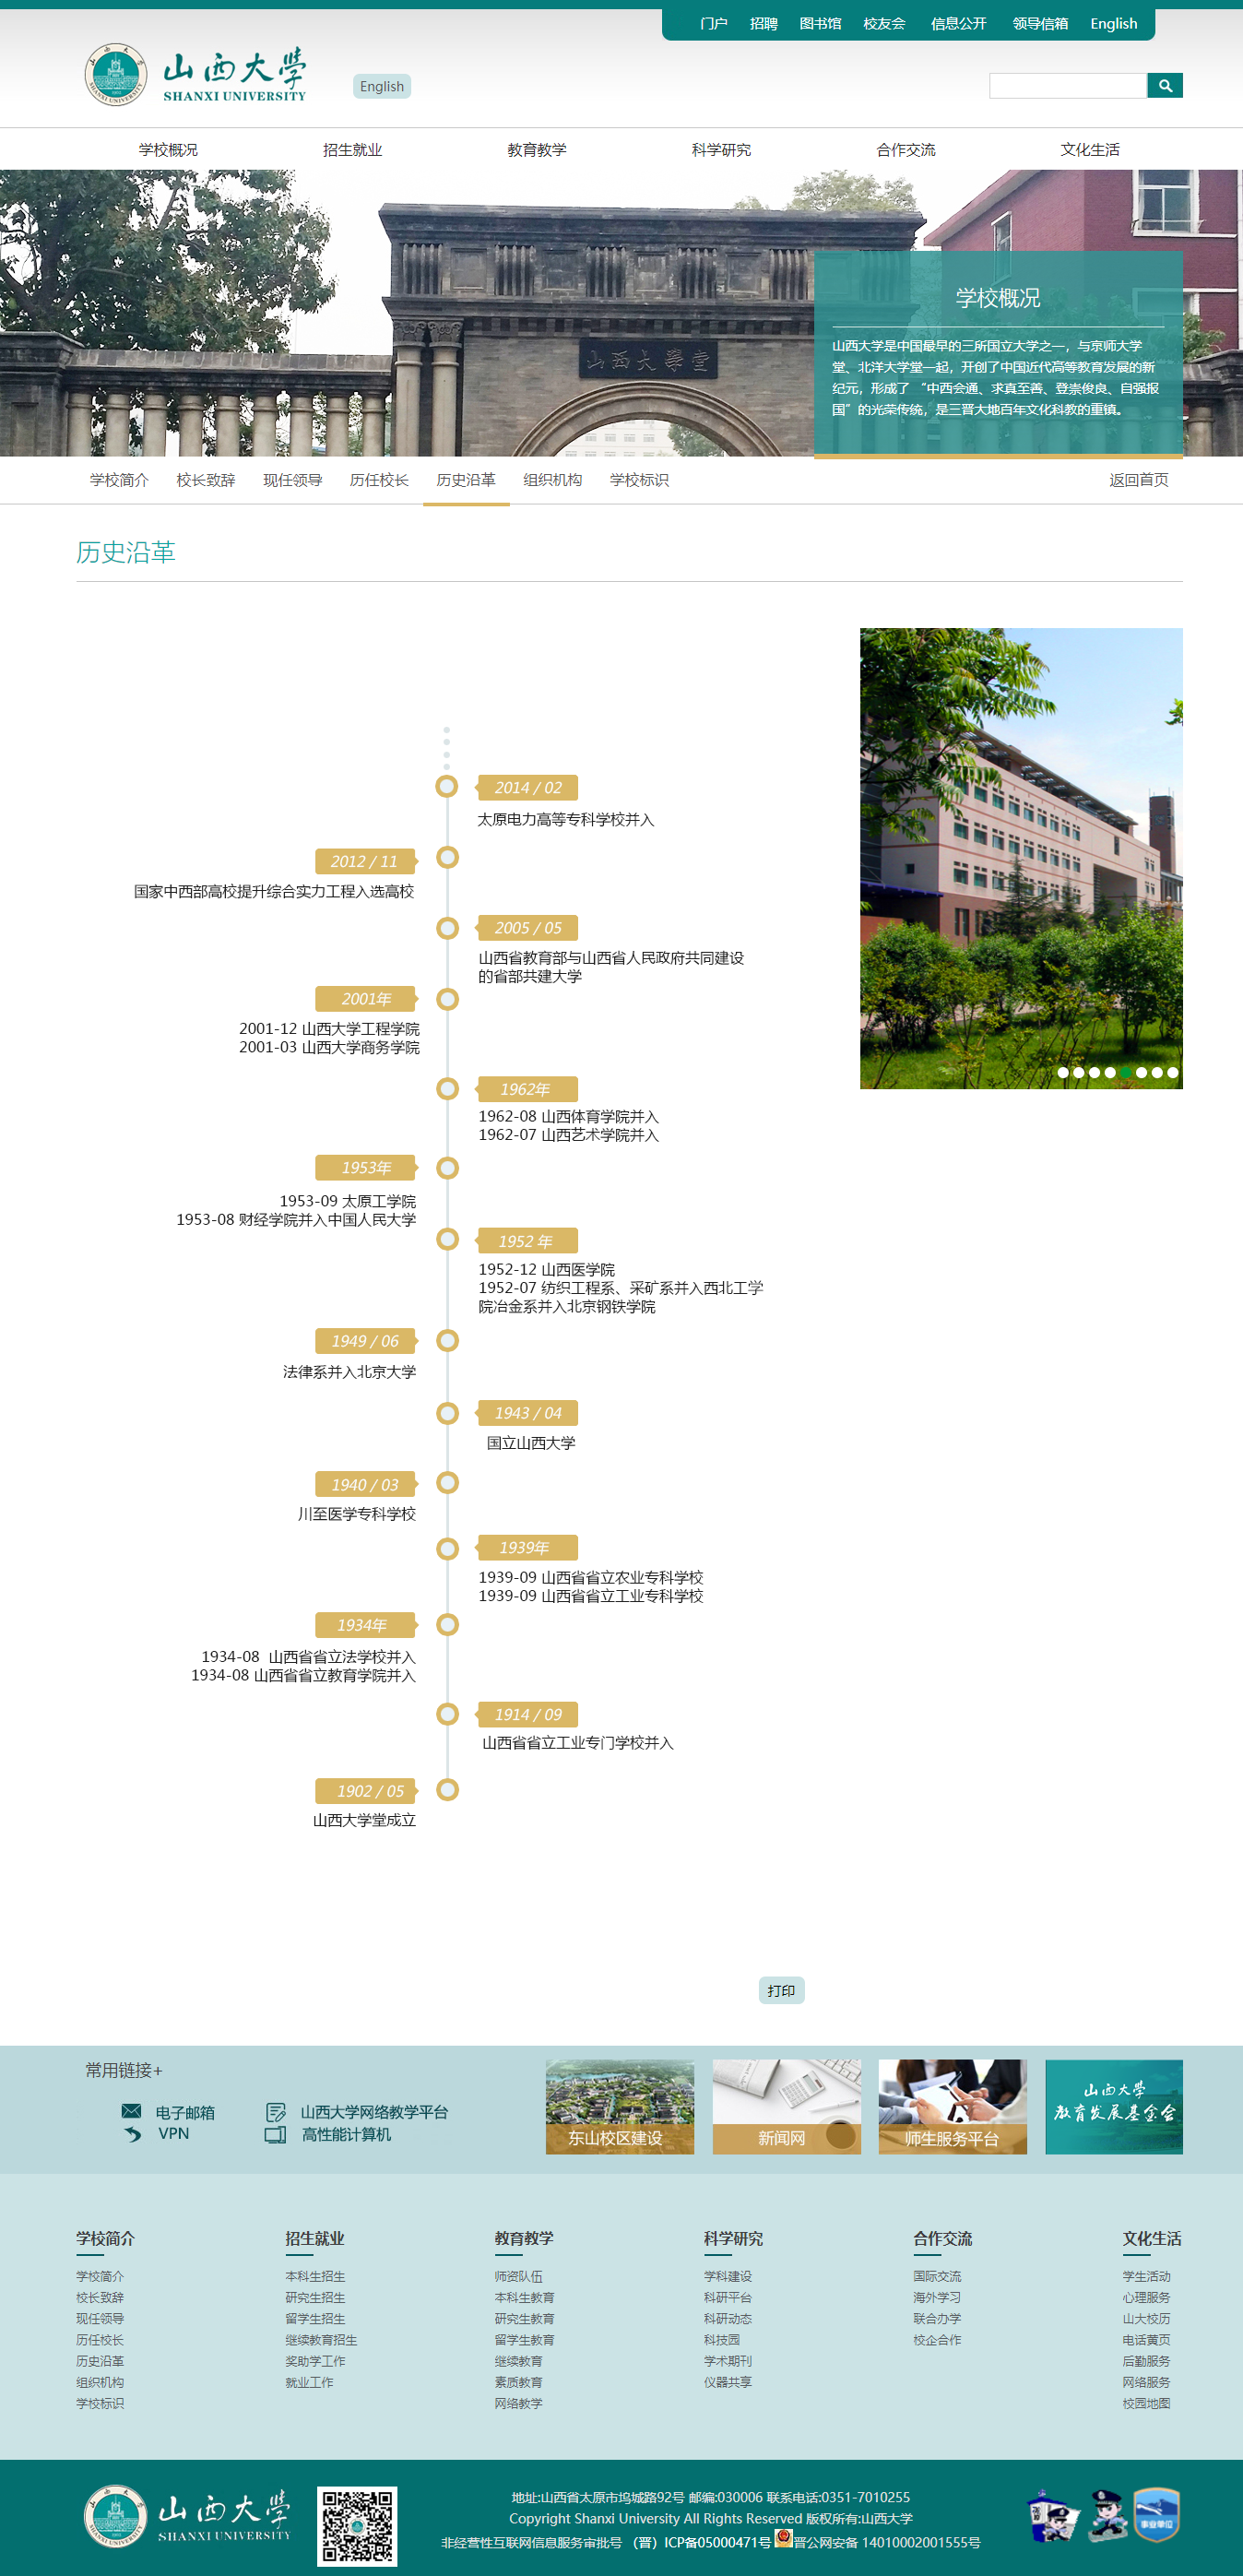 门户 招聘 图书馆 校友会 信息公开 领导信箱 English
山西大学
SHANXI UNIVERSITY
English
学校概况 招生就业 教育教学 科学研究 合作交流 文化生活
山西大學堂
学校概况
山西大学是中国最早的三所国立大学之一，与京师大学
堂、北洋大学堂一起，开创了中国近代高等教育发展的新
纪元，形成了 “中西会通、求真至善、登崇俊良、自强报
国”的光荣传统，是三晋大地百年文化科教的重镇。
学校简介 校长致辞 现任领导 历任校长 历史沿革 组织机构 学校标识 返回首页
历史沿革
2014 / 02
太原电力高等专科学校并入
2012 / 11
国家中西部高校提升综合实力工程入选高校
2005 / 05
山西省教育部与山西省人民政府共同建设
的省部共建大学
2001年
2001-12 山西大学工程学院
2001-03 山西大学商务学院
1962年
1962-08 山西体育学院并入
1962-07 山西艺术学院并入
1953年
1953-09 太原工学院
1953-08 财经学院并入中国人民大学
1952 年
1952-12 山西医学院
1952-07 纺织工程系、采矿系并入西北工学
院冶金系并入北京钢铁学院
1949 / 06
法律系并入北京大学
1943 / 04
国立山西大学
1940 / 03
川至医学专科学校
1939年
1939-09 山西省省立农业专科学校
1939-09 山西省省立工业专科学校
1934年
1934-08 山西省省立法学校并入
1934-08 山西省省立教育学院并入
1914 / 09
山西省省立工业专门学校并入
1902 / 05
山西大学堂成立
打印
常用链接+
电子邮箱 山西大学网络教学平台
VPN 高性能计算机
东山校区建设 新闻网 师生服务平台
山西大学
教育发展基金会
学校简介 招生就业 教育教学 科学研究 合作交流 文化生活
学校简介 本科生招生 师资队伍 学科建设 国际交流 学生活动
校长致辞 研究生招生 本科生教育 科研平台 海外学习 心理服务
现任领导 留学生招生 研究生教育 科研动态 联合办学 山大校历
历任校长 继续教育招生 留学生教育 科技园 校企合作 电话黄页
历史沿革 奖助学工作 继续教育 学术期刊 后勤服务
组织机构 就业工作 素质教育 仪器共享 网络服务
学校标识 网络教学 校园地图
山西大学
SHANXI UNIVERSITY
地址:山西省太原市坞城路92号 邮编:030006 联系电话:0351-7010255
Copyright Shanxi University All Rights Reserved 版权所有:山西大学
非经营性互联网信息服务审批号 （晋）ICP备05000471号 晋公网安备 14010002001555号
事业单位